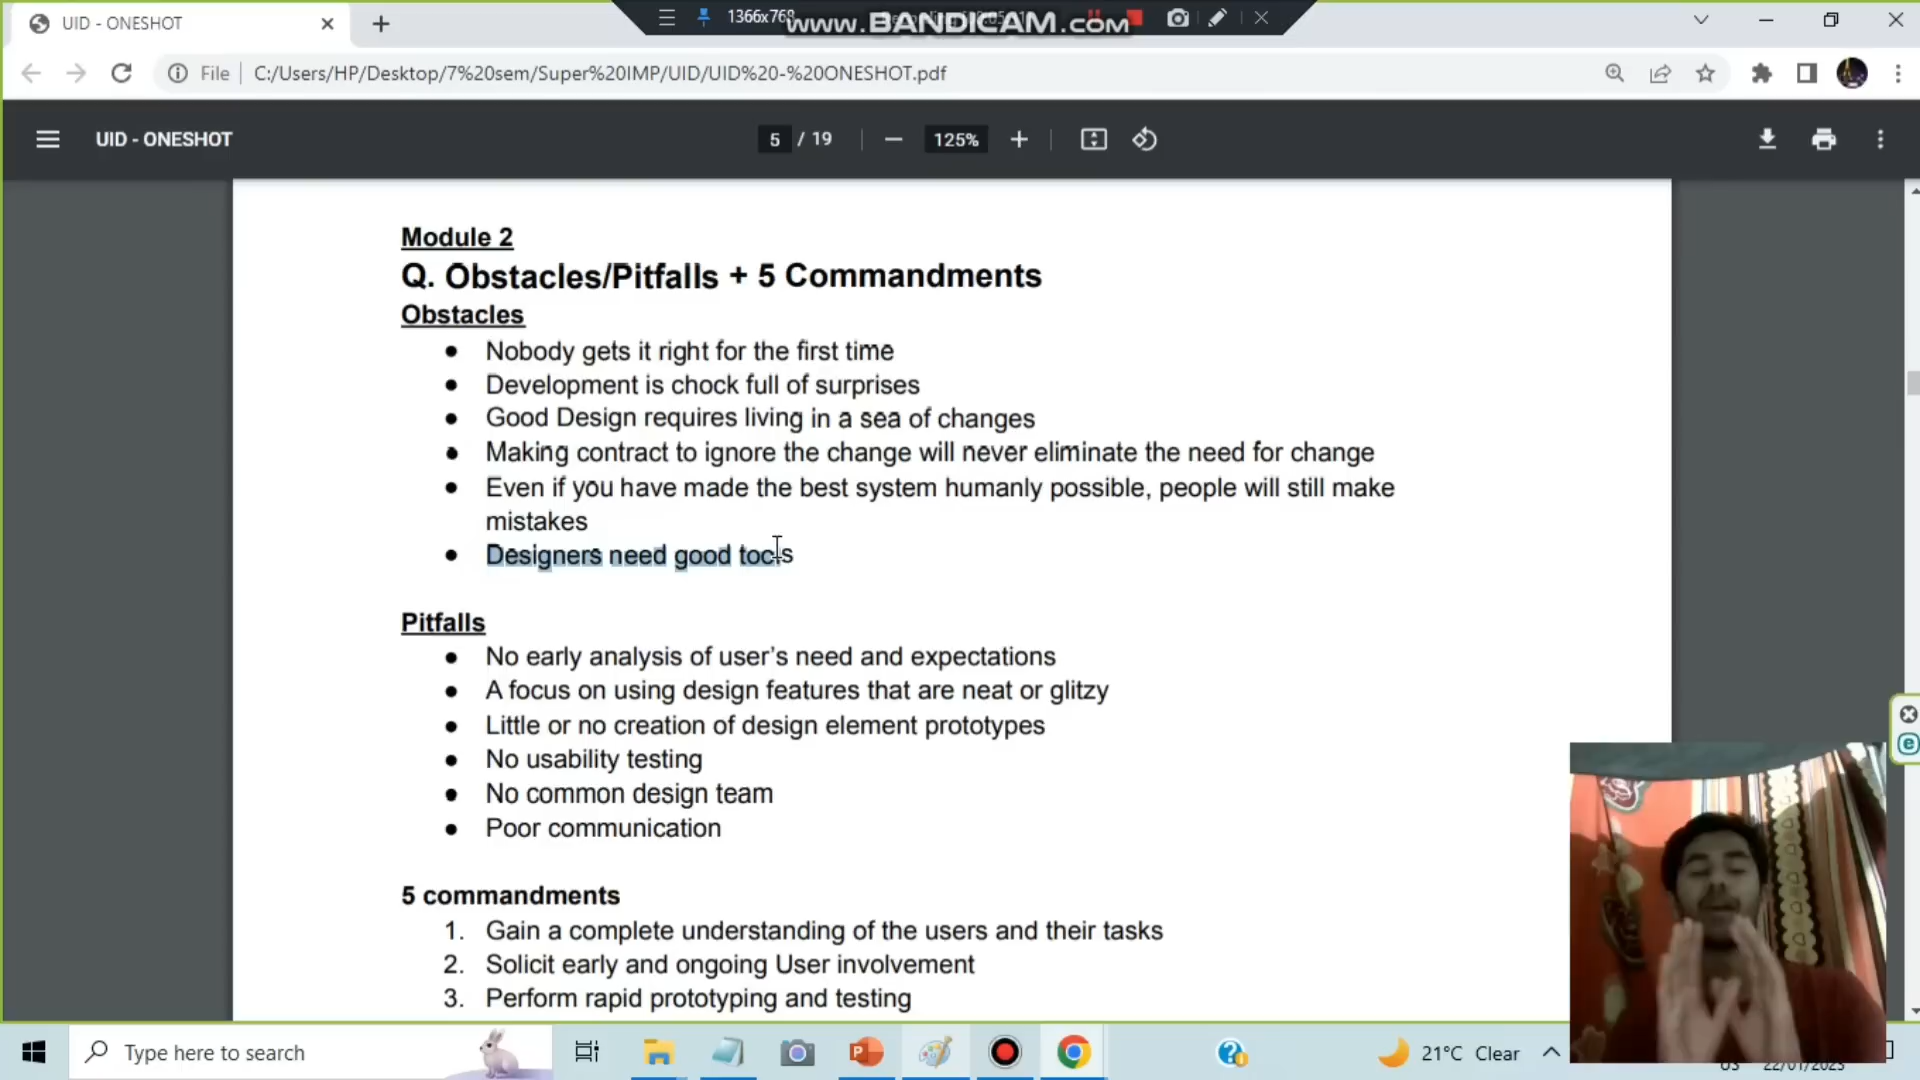 UID - ONESHOT
1366x768
www.BANDICAM.com
File
C:/Users/HP/Desktop/7%20sem/Super%20IMP/UID/UID%20-%20ONESHOT.pdf
UID - ONESHOT
5 / 19
125%
Module 2
Q. Obstacles/Pitfalls + 5 Commandments
Obstacles
● Nobody gets it right for the first time
● Development is chock full of surprises
● Good Design requires living in a sea of changes
● Making contract to ignore the change will never eliminate the need for change
● Even if you have made the best system humanly possible, people will still make
mistakes
● Designers need good tools
Pitfalls
● No early analysis of user’s need and expectations
● A focus on using design features that are neat or glitzy
● Little or no creation of design element prototypes
● No usability testing
● No common design team
● Poor communication
5 commandments
1. Gain a complete understanding of the users and their tasks
2. Solicit early and ongoing User involvement
3. Perform rapid prototyping and testing
Type here to search
21°C Clear
22/01/2023